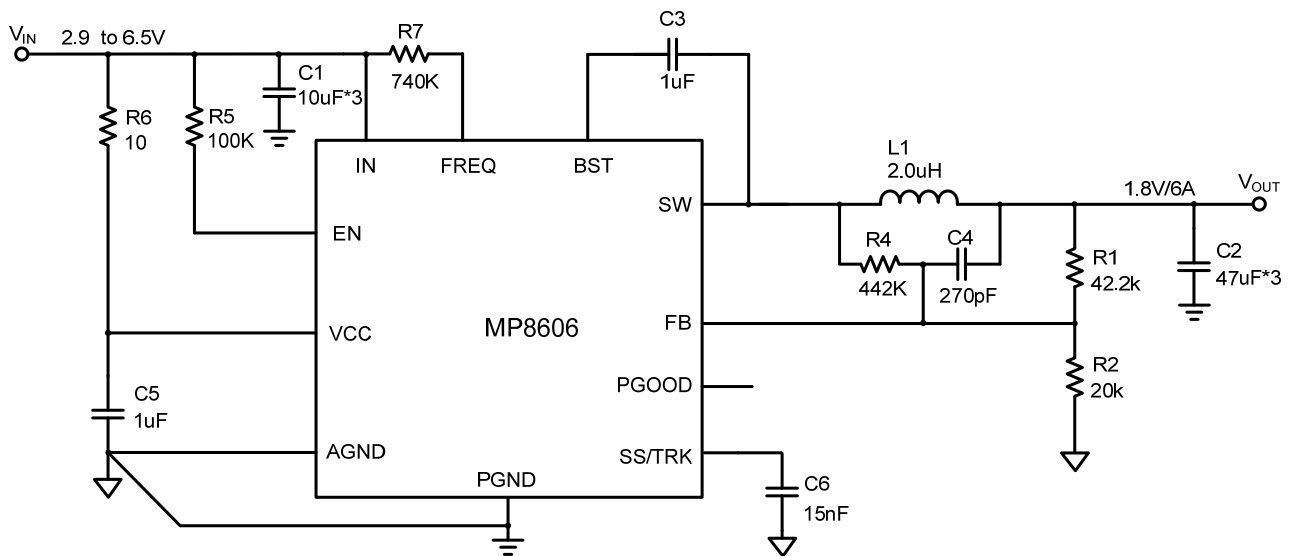 VIN
2.9 to 6.5V
R7
740K
C3
1uF
C1
10uF*3
R6
10
R5
100K
IN
FREQ
BST
L1
2.0uH
1.8V/6A
VOUT
SW
EN
R4
442K
C4
270pF
R1
42.2k
C2
47uF*3
VCC
MP8606
FB
R2
20k
PGOOD
C5
1uF
AGND
SS/TRK
PGND
C6
15nF